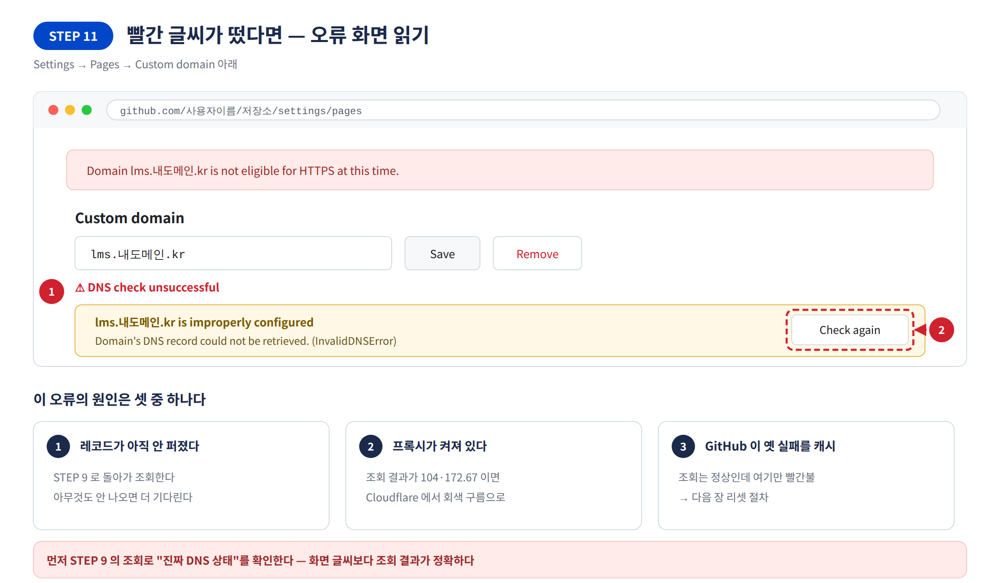 STEP 11
빨간 글씨가 떴다면 — 오류 화면 읽기
Settings → Pages → Custom domain 아래
github.com/사용자이름/저장소/settings/pages
Domain lms.내도메인.kr is not eligible for HTTPS at this time.
Custom domain
lms.내도메인.kr
Save
Remove
1
⚠ DNS check unsuccessful
lms.내도메인.kr is improperly configured
Domain's DNS record could not be retrieved. (InvalidDNSError)
Check again
2
이 오류의 원인은 셋 중 하나다
1 레코드가 아직 안 퍼졌다
STEP 9 로 돌아가 조회한다
아무것도 안 나오면 더 기다린다
2 프록시가 켜져 있다
조회 결과가 104·172.67 이면
Cloudflare 에서 회색 구름으로
3 GitHub 이 옛 실패를 캐시
조회는 정상인데 여기만 빨간불
→ 다음 장 리셋 절차
먼저 STEP 9 의 조회로 "진짜 DNS 상태"를 확인한다 — 화면 글씨보다 조회 결과가 정확하다